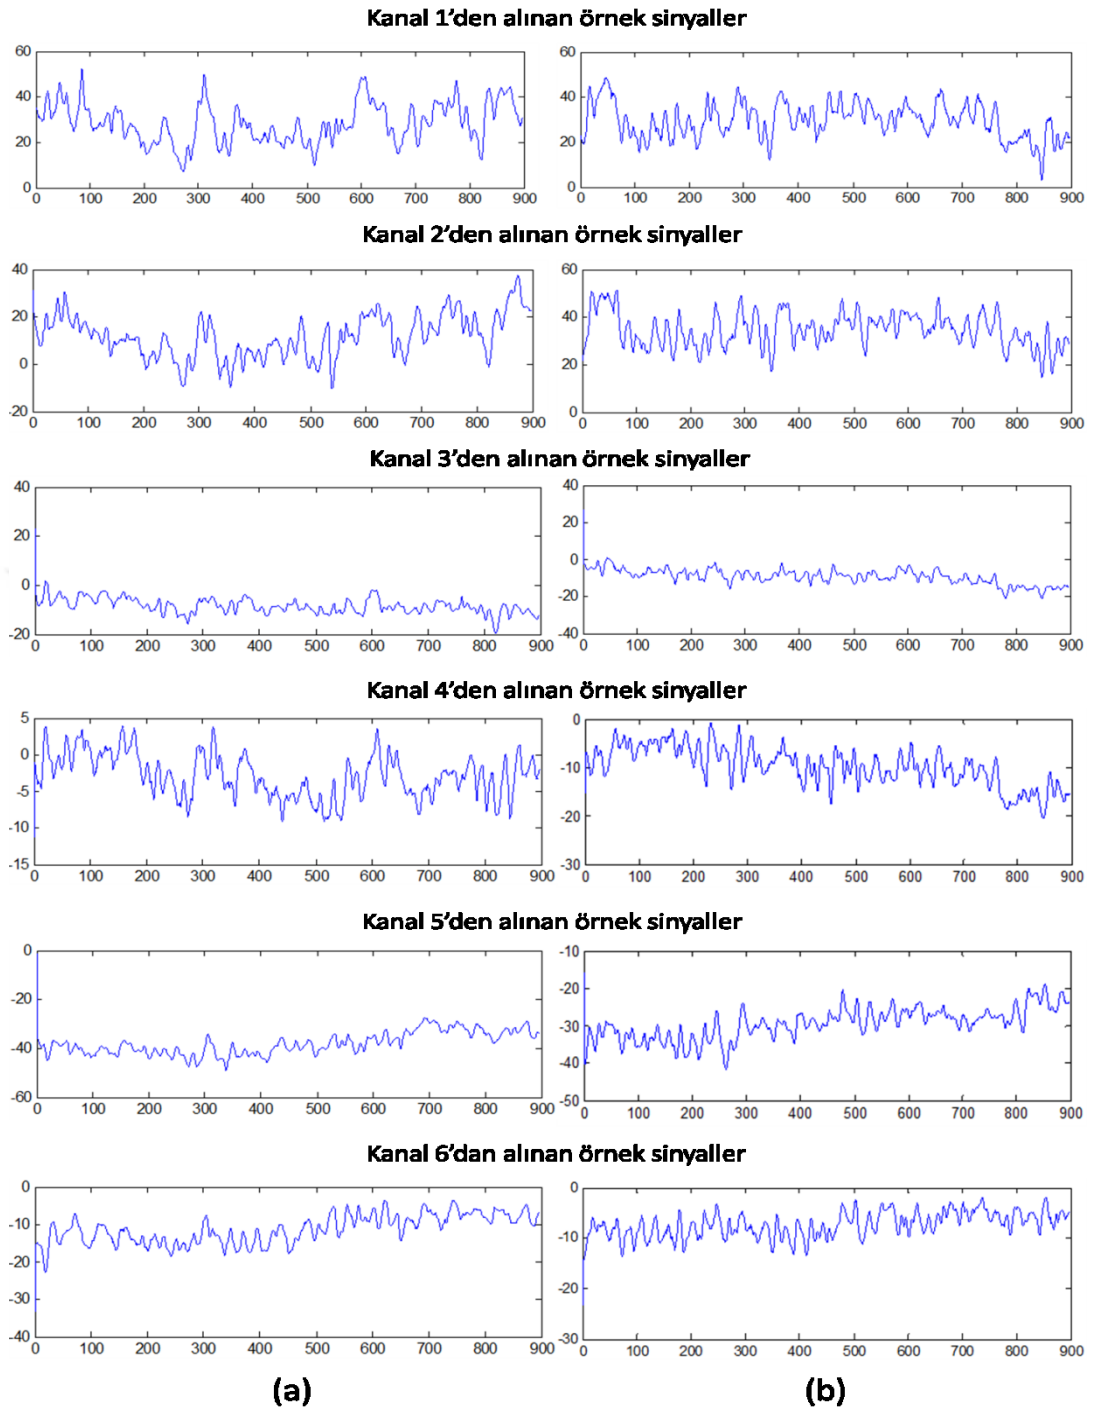 Kanal 1'den alınan örnek sinyaller
60
40
20
0
0 100 200 300 400 500 600 700 800 900
60
40
20
0
0 100 200 300 400 500 600 700 800 900
Kanal 2'den alınan örnek sinyaller
40
20
0
-20
0 100 200 300 400 500 600 700 800 900
60
40
20
0
0 100 200 300 400 500 600 700 800 900
Kanal 3'den alınan örnek sinyaller
40
20
0
-20
0 100 200 300 400 500 600 700 800 900
40
20
0
-20
-40
0 100 200 300 400 500 600 700 800 900
Kanal 4'den alınan örnek sinyaller
5
0
-5
-10
-15
0 100 200 300 400 500 600 700 800 900
0
-10
-20
-30
0 100 200 300 400 500 600 700 800 900
Kanal 5'den alınan örnek sinyaller
0
-20
-40
-60
0 100 200 300 400 500 600 700 800 900
-10
-20
-30
-40
-50
0 100 200 300 400 500 600 700 800 900
Kanal 6'dan alınan örnek sinyaller
0
-10
-20
-30
-40
0 100 200 300 400 500 600 700 800 900
0
-10
-20
-30
0 100 200 300 400 500 600 700 800 900
(a) (b)